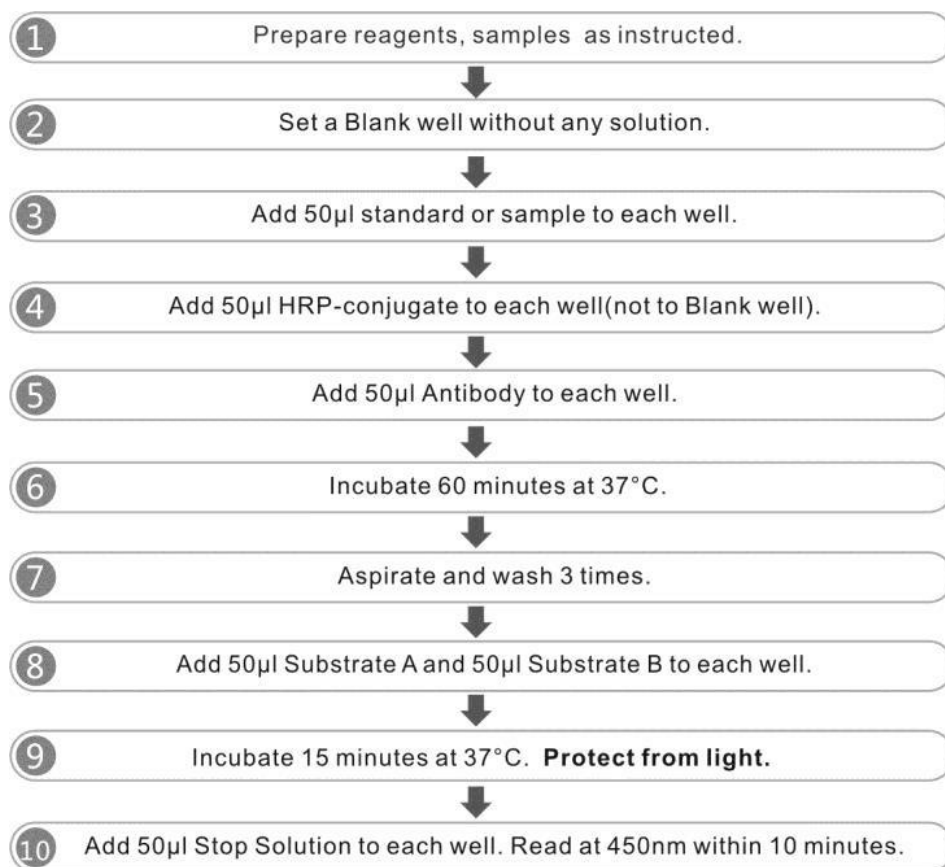 1 Prepare reagents, samples as instructed.
2 Set a Blank well without any solution.
3 Add 50µl standard or sample to each well.
4 Add 50µl HRP-conjugate to each well(not to Blank well).
5 Add 50µl Antibody to each well.
6 Incubate 60 minutes at 37°C.
7 Aspirate and wash 3 times.
8 Add 50µl Substrate A and 50µl Substrate B to each well.
9 Incubate 15 minutes at 37°C. Protect from light.
10 Add 50µl Stop Solution to each well. Read at 450nm within 10 minutes.